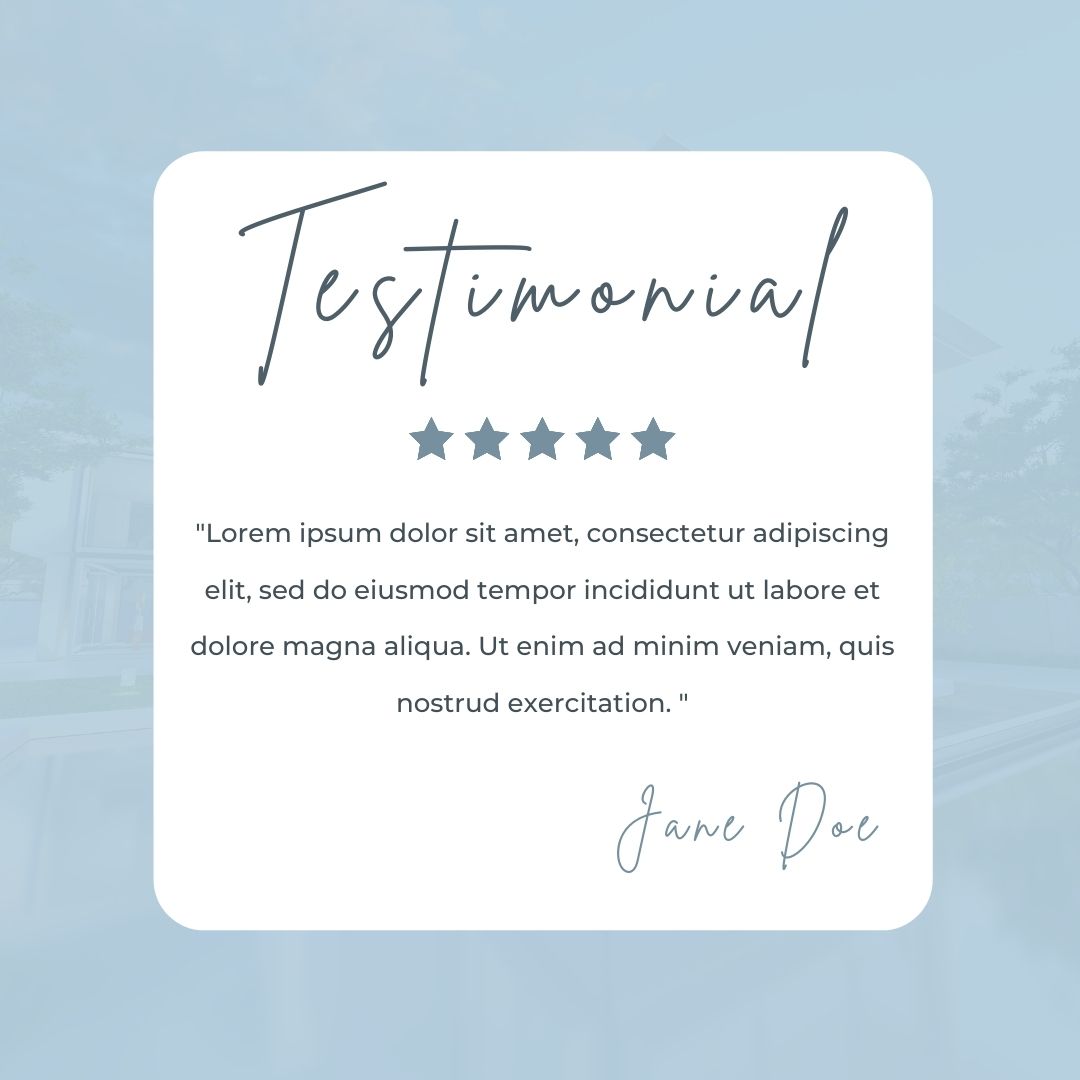 Testimonial
"Lorem ipsum dolor sit amet, consectetur adipiscing
elit, sed do eiusmod tempor incididunt ut labore et
dolore magna aliqua. Ut enim ad minim veniam, quis
nostrud exercitation. "
Jane Doe